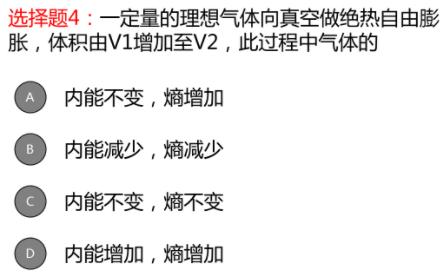 选择题4：一定量的理想气体向真空做绝热自由膨
胀，体积由V1增加至V2，此过程中气体的
A 内能不变，熵增加
B 内能减少，熵减少
C 内能不变，熵不变
D 内能增加，熵增加